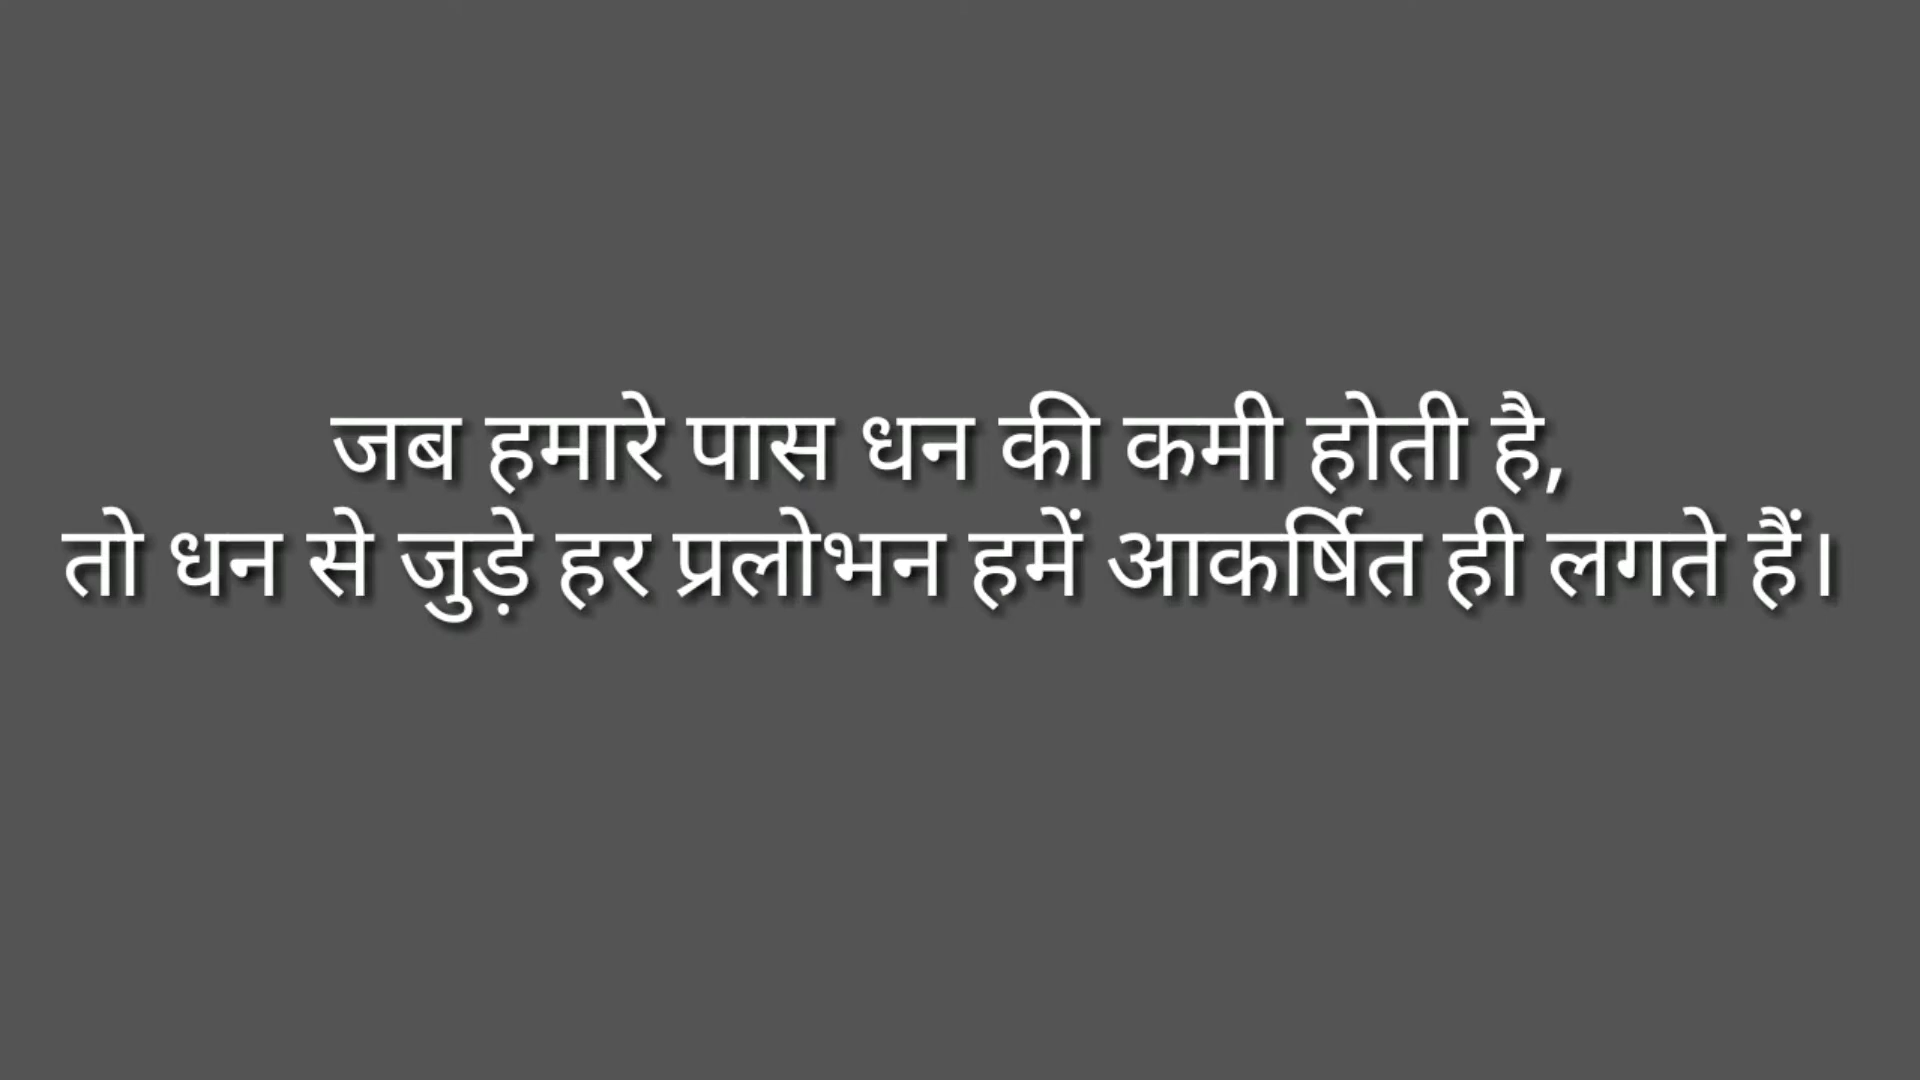 जब हमारे पास धन की कमी होती है,
तो धन से जुड़े हर प्रलोभन हमें आकर्षित ही लगते हैं।